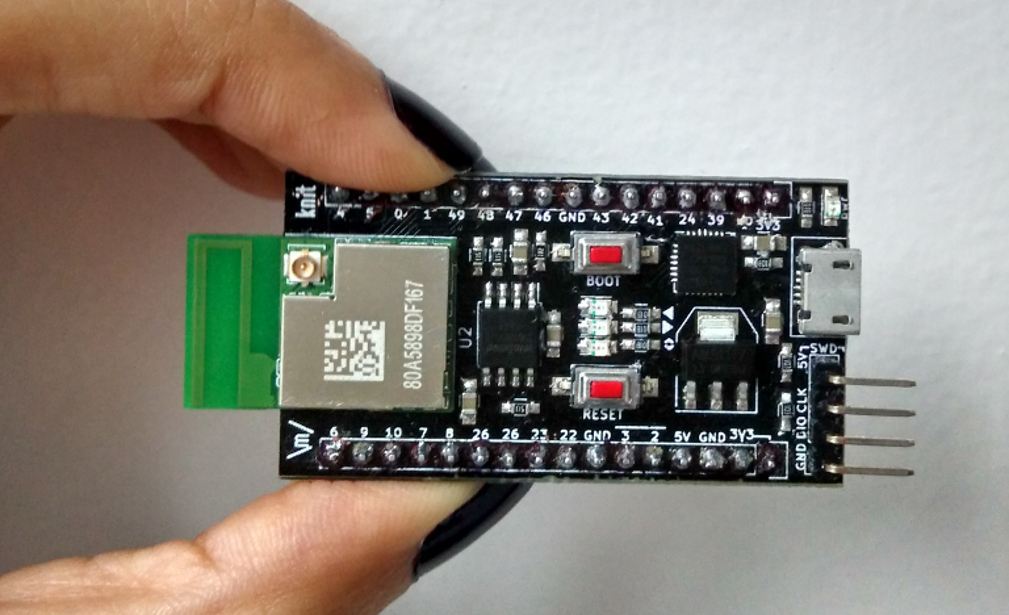 knit
0 1 49 48 47 46 GND 43 42 41 24 39
3V3
BOOT
80A5898DF167
U2
SWD
5V
CLK
DIO
GND
RESET
\m/
6 9 10 7 8 26 26 23 22 GND 3 2 5V GND 3V3